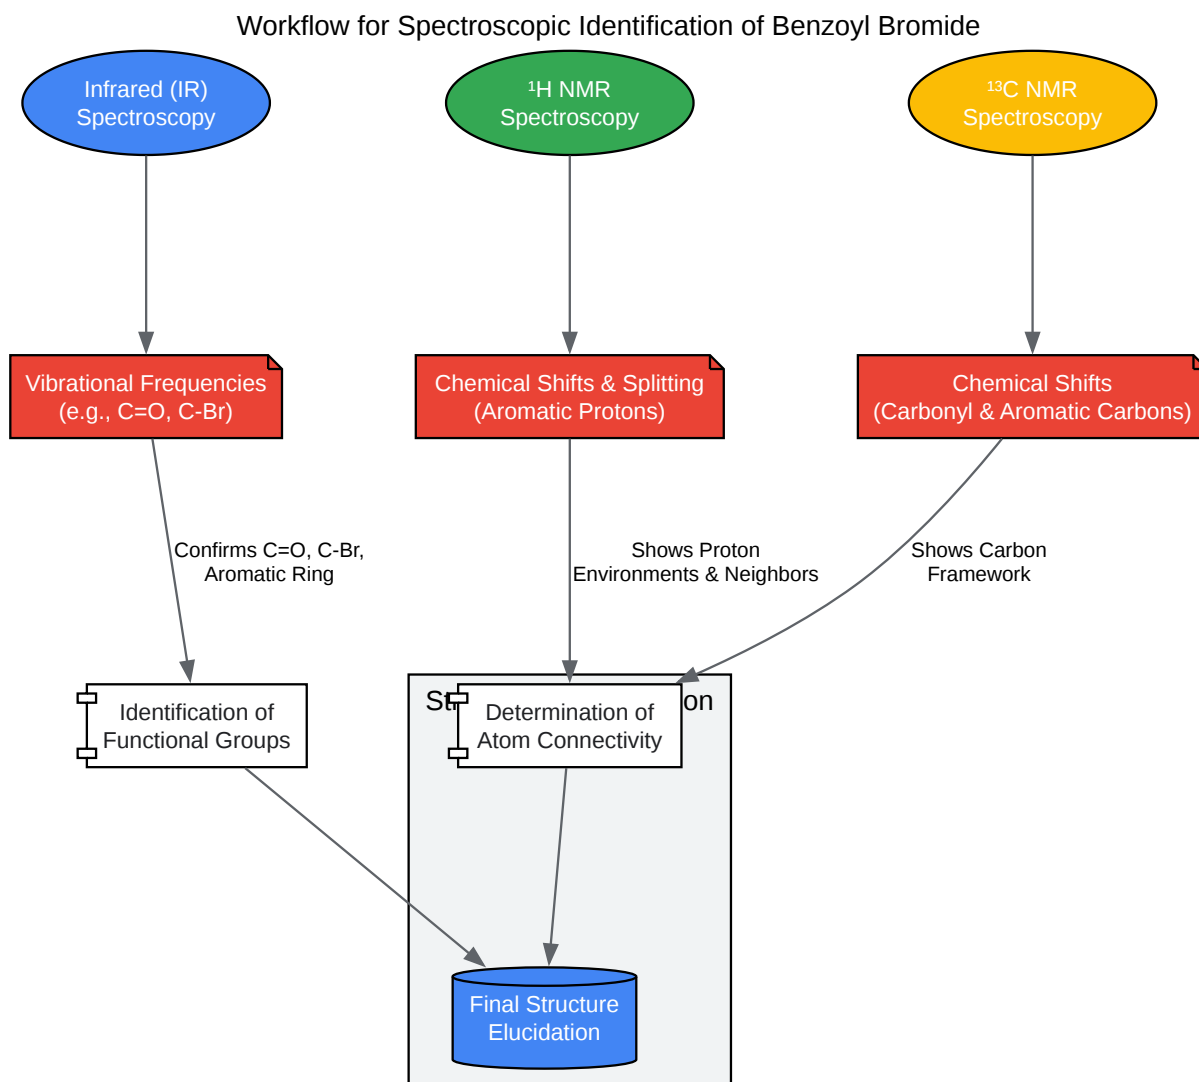 Workflow for Spectroscopic Identification of Benzoyl Bromide
Infrared (IR)
Spectroscopy
¹H NMR
Spectroscopy
¹³C NMR
Spectroscopy
Vibrational Frequencies
(e.g., C=O, C-Br)
Chemical Shifts & Splitting
(Aromatic Protons)
Chemical Shifts
(Carbonyl & Aromatic Carbons)
Confirms C=O, C-Br,
Aromatic Ring
Shows Proton
Environments & Neighbors
Shows Carbon
Framework
Identification of
Functional Groups
Determination of
Atom Connectivity
Final Structure
Elucidation